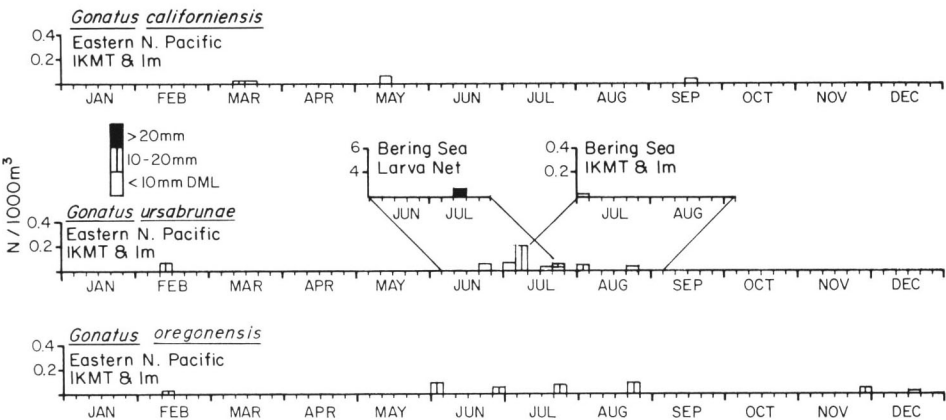 Gonatus californiensis
0.4
Eastern N. Pacific
0.2
IKMT & 1m
JAN FEB MAR APR MAY JUN JUL AUG SEP OCT NOV DEC
>20mm
10-20mm
<10mm DML
6 Bering Sea
4 Larva Net
JUN JUL
0.4 Bering Sea
0.2 IKMT & 1m
JUL AUG
N/1000m³
Gonatus ursabrunae
0.4
Eastern N. Pacific
0.2
IKMT & 1m
JAN FEB MAR APR MAY JUN JUL AUG SEP OCT NOV DEC
Gonatus oregonensis
0.4
Eastern N. Pacific
0.2
IKMT & 1m
JAN FEB MAR APR MAY JUN JUL AUG SEP OCT NOV DEC